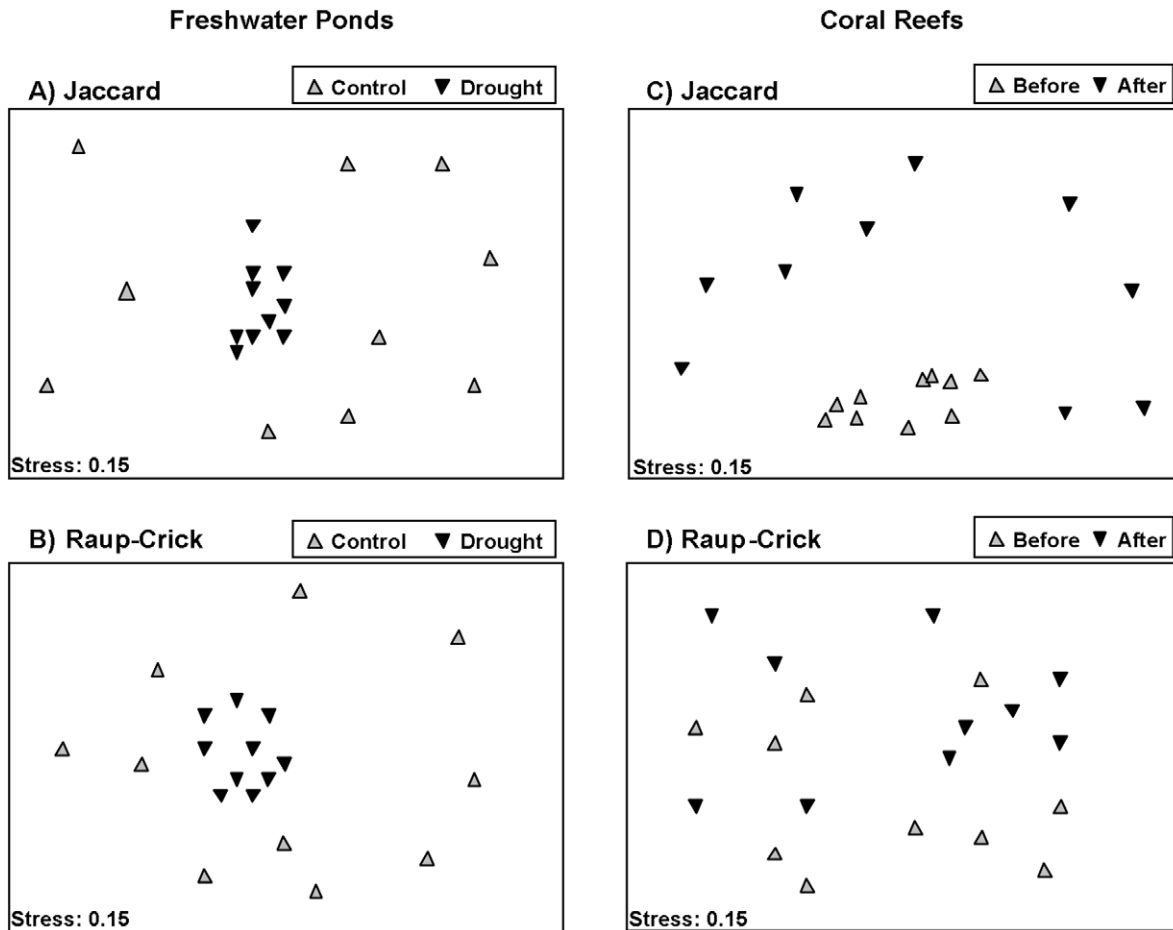 Freshwater Ponds
Coral Reefs
A) Jaccard
Control Drought
Stress: 0.15
C) Jaccard
Before After
Stress: 0.15
B) Raup-Crick
Control Drought
Stress: 0.15
D) Raup-Crick
Before After
Stress: 0.15